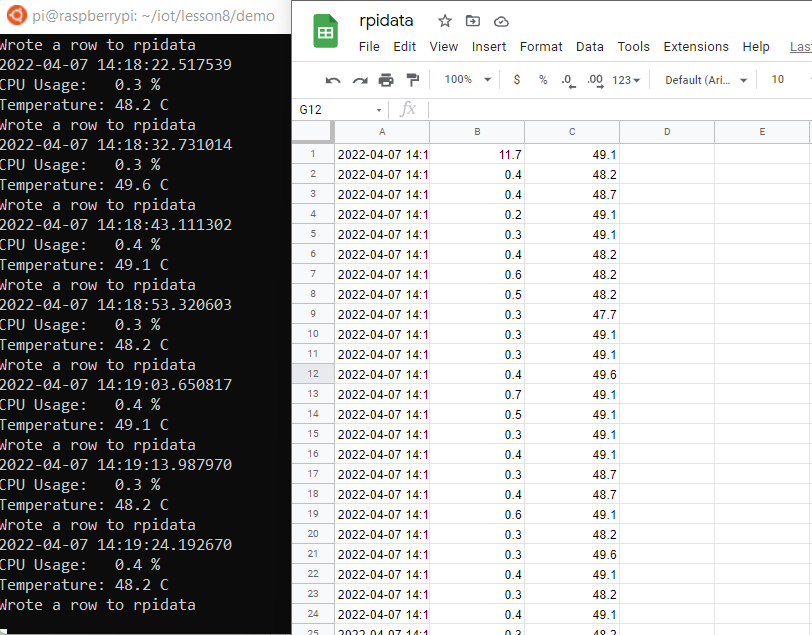 pi@raspberrypi: ~/iot/lesson8/demo
Wrote a row to rpidata
2022-04-07 14:18:22.517539
CPU Usage: 0.3 %
Temperature: 48.2 C
Wrote a row to rpidata
2022-04-07 14:18:32.731014
CPU Usage: 0.3 %
Temperature: 49.6 C
Wrote a row to rpidata
2022-04-07 14:18:43.111302
CPU Usage: 0.4 %
Temperature: 49.1 C
Wrote a row to rpidata
2022-04-07 14:18:53.320603
CPU Usage: 0.3 %
Temperature: 48.2 C
Wrote a row to rpidata
2022-04-07 14:19:03.650817
CPU Usage: 0.4 %
Temperature: 49.1 C
Wrote a row to rpidata
2022-04-07 14:19:13.987970
CPU Usage: 0.3 %
Temperature: 48.2 C
Wrote a row to rpidata
2022-04-07 14:19:24.192670
CPU Usage: 0.4 %
Temperature: 48.2 C
Wrote a row to rpidata
rpidata
File Edit View Insert Format Data Tools Extensions Help Las
100% $ % .0 .00 123 Default (Ari... 10
G12 fx
A B C D E
1 2022-04-07 14:1 11.7 49.1
2 2022-04-07 14:1 0.4 48.2
3 2022-04-07 14:1 0.4 48.7
4 2022-04-07 14:1 0.2 49.1
5 2022-04-07 14:1 0.3 49.1
6 2022-04-07 14:1 0.4 48.2
7 2022-04-07 14:1 0.6 48.2
8 2022-04-07 14:1 0.5 48.2
9 2022-04-07 14:1 0.3 47.7
10 2022-04-07 14:1 0.3 49.1
11 2022-04-07 14:1 0.3 49.1
12 2022-04-07 14:1 0.4 49.6
13 2022-04-07 14:1 0.7 49.1
14 2022-04-07 14:1 0.5 49.1
15 2022-04-07 14:1 0.3 49.1
16 2022-04-07 14:1 0.4 49.1
17 2022-04-07 14:1 0.3 48.7
18 2022-04-07 14:1 0.4 48.7
19 2022-04-07 14:1 0.6 49.1
20 2022-04-07 14:1 0.3 48.2
21 2022-04-07 14:1 0.3 49.6
22 2022-04-07 14:1 0.4 49.1
23 2022-04-07 14:1 0.3 48.2
24 2022-04-07 14:1 0.4 49.1
25 2022-04-07 14:1 0.3 48.2